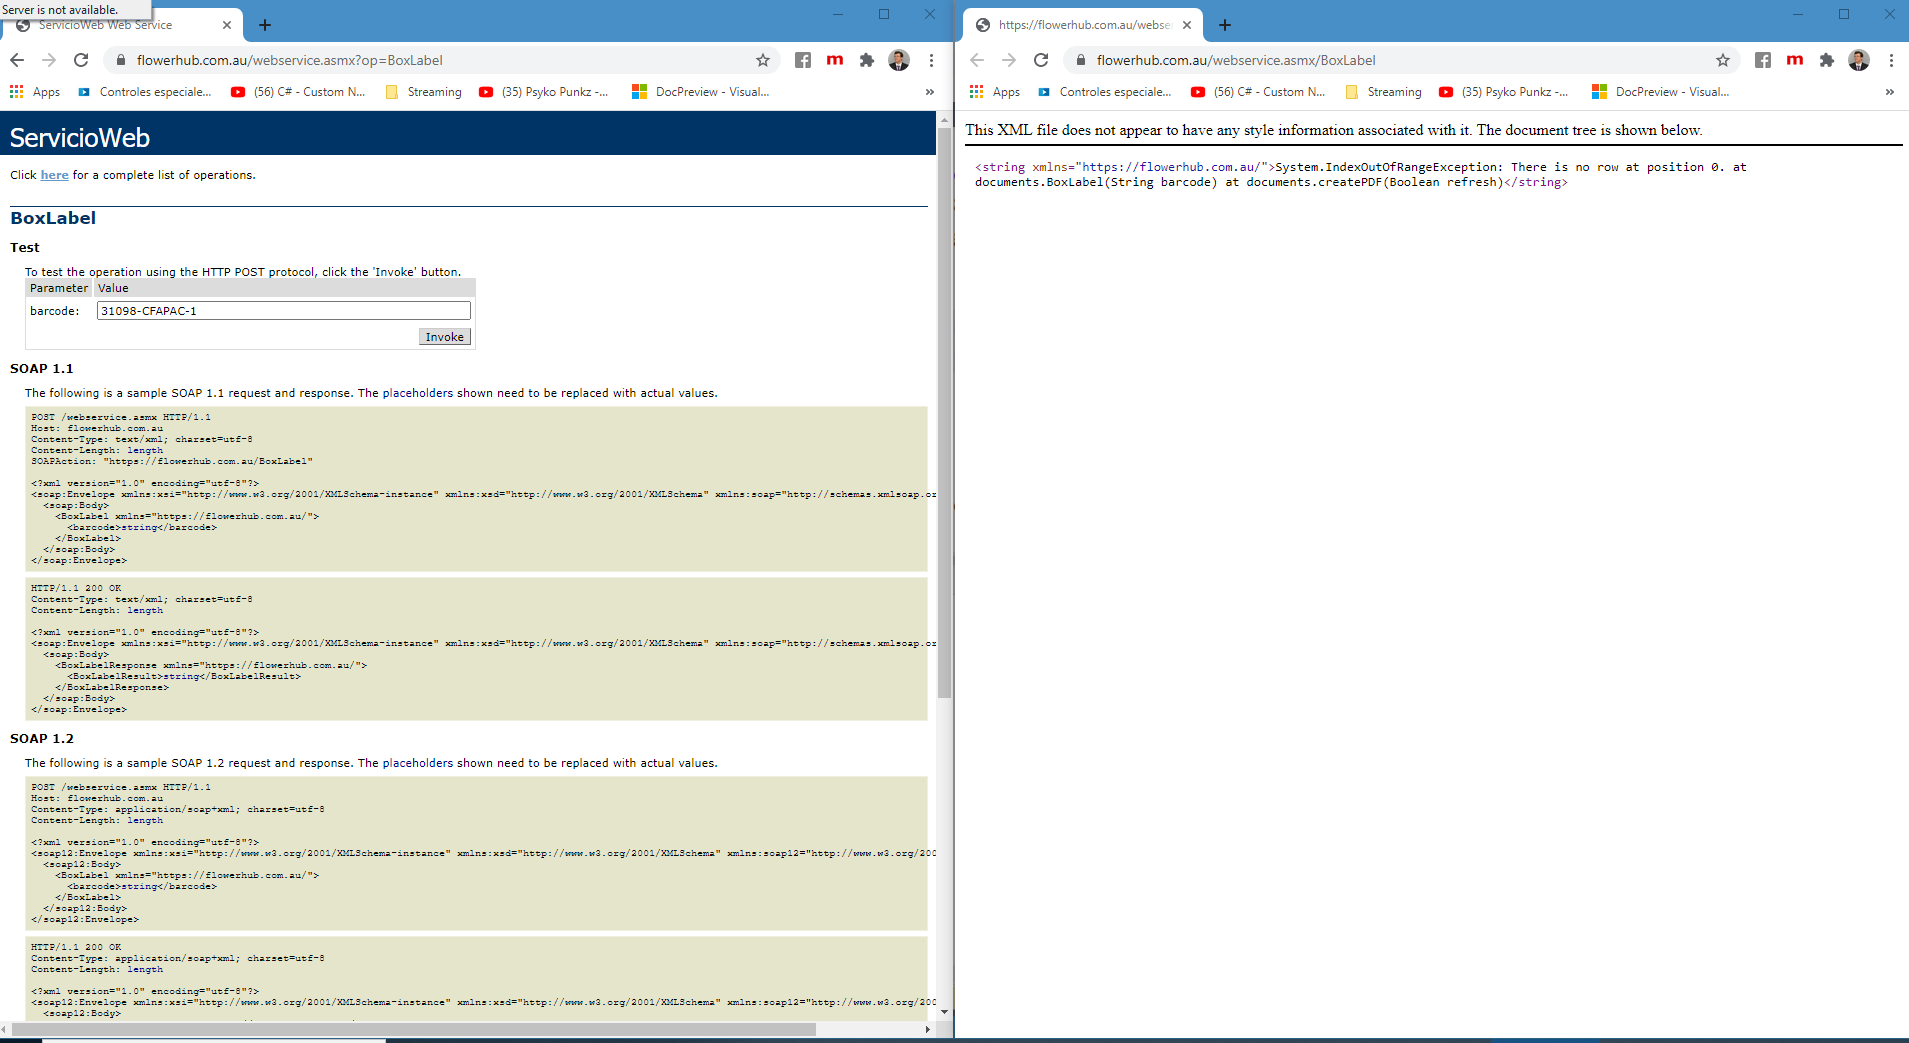 Server is not available.
ServicioWeb Web Service
flowerhub.com.au/webservice.asmx?op=BoxLabel
m
Apps
Controles especiale...
(56) C# - Custom N...
Streaming
(35) Psyko Punkz -...
DocPreview - Visual...
»
ServicioWeb
Click here for a complete list of operations.
BoxLabel
Test
To test the operation using the HTTP POST protocol, click the 'Invoke' button.
Parameter Value
barcode: 31098-CFAPAC-1
Invoke
SOAP 1.1
The following is a sample SOAP 1.1 request and response. The placeholders shown need to be replaced with actual values.
POST /webservice.asmx HTTP/1.1
Host: flowerhub.com.au
Content-Type: text/xml; charset=utf-8
Content-Length: length
SOAPAction: "https://flowerhub.com.au/BoxLabel"
<?xml version="1.0" encoding="utf-8"?>
<soap:Envelope xmlns:xsi="http://www.w3.org/2001/XMLSchema-instance" xmlns:xsd="http://www.w3.org/2001/XMLSchema" xmlns:soap="http://schemas.xmlsoap.or
<soap:Body>
<BoxLabel xmlns="https://flowerhub.com.au/">
<barcode>string</barcode>
</BoxLabel>
</soap:Body>
</soap:Envelope>
HTTP/1.1 200 OK
Content-Type: text/xml; charset=utf-8
Content-Length: length
<?xml version="1.0" encoding="utf-8"?>
<soap:Envelope xmlns:xsi="http://www.w3.org/2001/XMLSchema-instance" xmlns:xsd="http://www.w3.org/2001/XMLSchema" xmlns:soap="http://schemas.xmlsoap.or
<soap:Body>
<BoxLabelResponse xmlns="https://flowerhub.com.au/">
<BoxLabelResult>string</BoxLabelResult>
</BoxLabelResponse>
</soap:Body>
</soap:Envelope>
SOAP 1.2
The following is a sample SOAP 1.2 request and response. The placeholders shown need to be replaced with actual values.
POST /webservice.asmx HTTP/1.1
Host: flowerhub.com.au
Content-Type: application/soap+xml; charset=utf-8
Content-Length: length
<?xml version="1.0" encoding="utf-8"?>
<soap12:Envelope xmlns:xsi="http://www.w3.org/2001/XMLSchema-instance" xmlns:xsd="http://www.w3.org/2001/XMLSchema" xmlns:soap12="http://www.w3.org/200
<soap12:Body>
<BoxLabel xmlns="https://flowerhub.com.au/">
<barcode>string</barcode>
</BoxLabel>
</soap12:Body>
</soap12:Envelope>
HTTP/1.1 200 OK
Content-Type: application/soap+xml; charset=utf-8
Content-Length: length
<?xml version="1.0" encoding="utf-8"?>
<soap12:Envelope xmlns:xsi="http://www.w3.org/2001/XMLSchema-instance" xmlns:xsd="http://www.w3.org/2001/XMLSchema" xmlns:soap12="http://www.w3.org/200
<soap12:Body>
https://flowerhub.com.au/webser
flowerhub.com.au/webservice.asmx/BoxLabel
m
Apps
Controles especiale...
(56) C# - Custom N...
Streaming
(35) Psyko Punkz -...
DocPreview - Visual...
»
This XML file does not appear to have any style information associated with it. The document tree is shown below.
<string xmlns="https://flowerhub.com.au/">System.IndexOutOfRangeException: There is no row at position 0. at
documents.BoxLabel(String barcode) at documents.createPDF(Boolean refresh)</string>